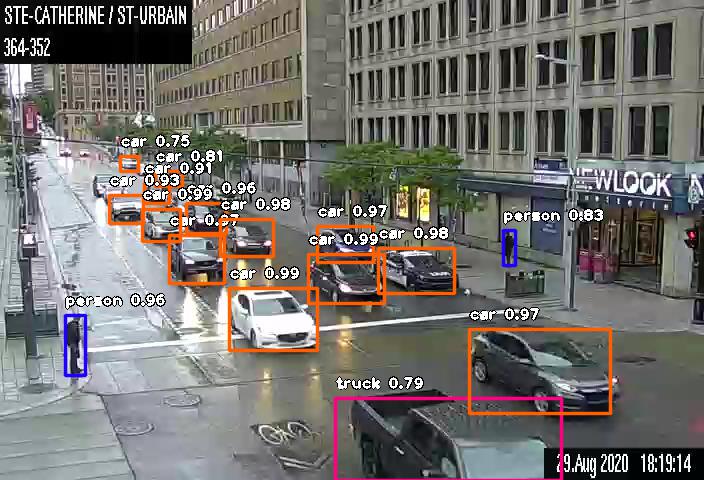 STE-CATHERINE / ST-URBAIN
364-352
car 0.75
car 0.81
car 0.91
car 0.93
car 0.99
0.96
car 0.97
car 0.98
car 0.97
car 0.99
car 0.98
person 0.83
NEWLOOK
car 0.99
person 0.96
car 0.97
truck 0.79
29.Aug 2020 18:19:14